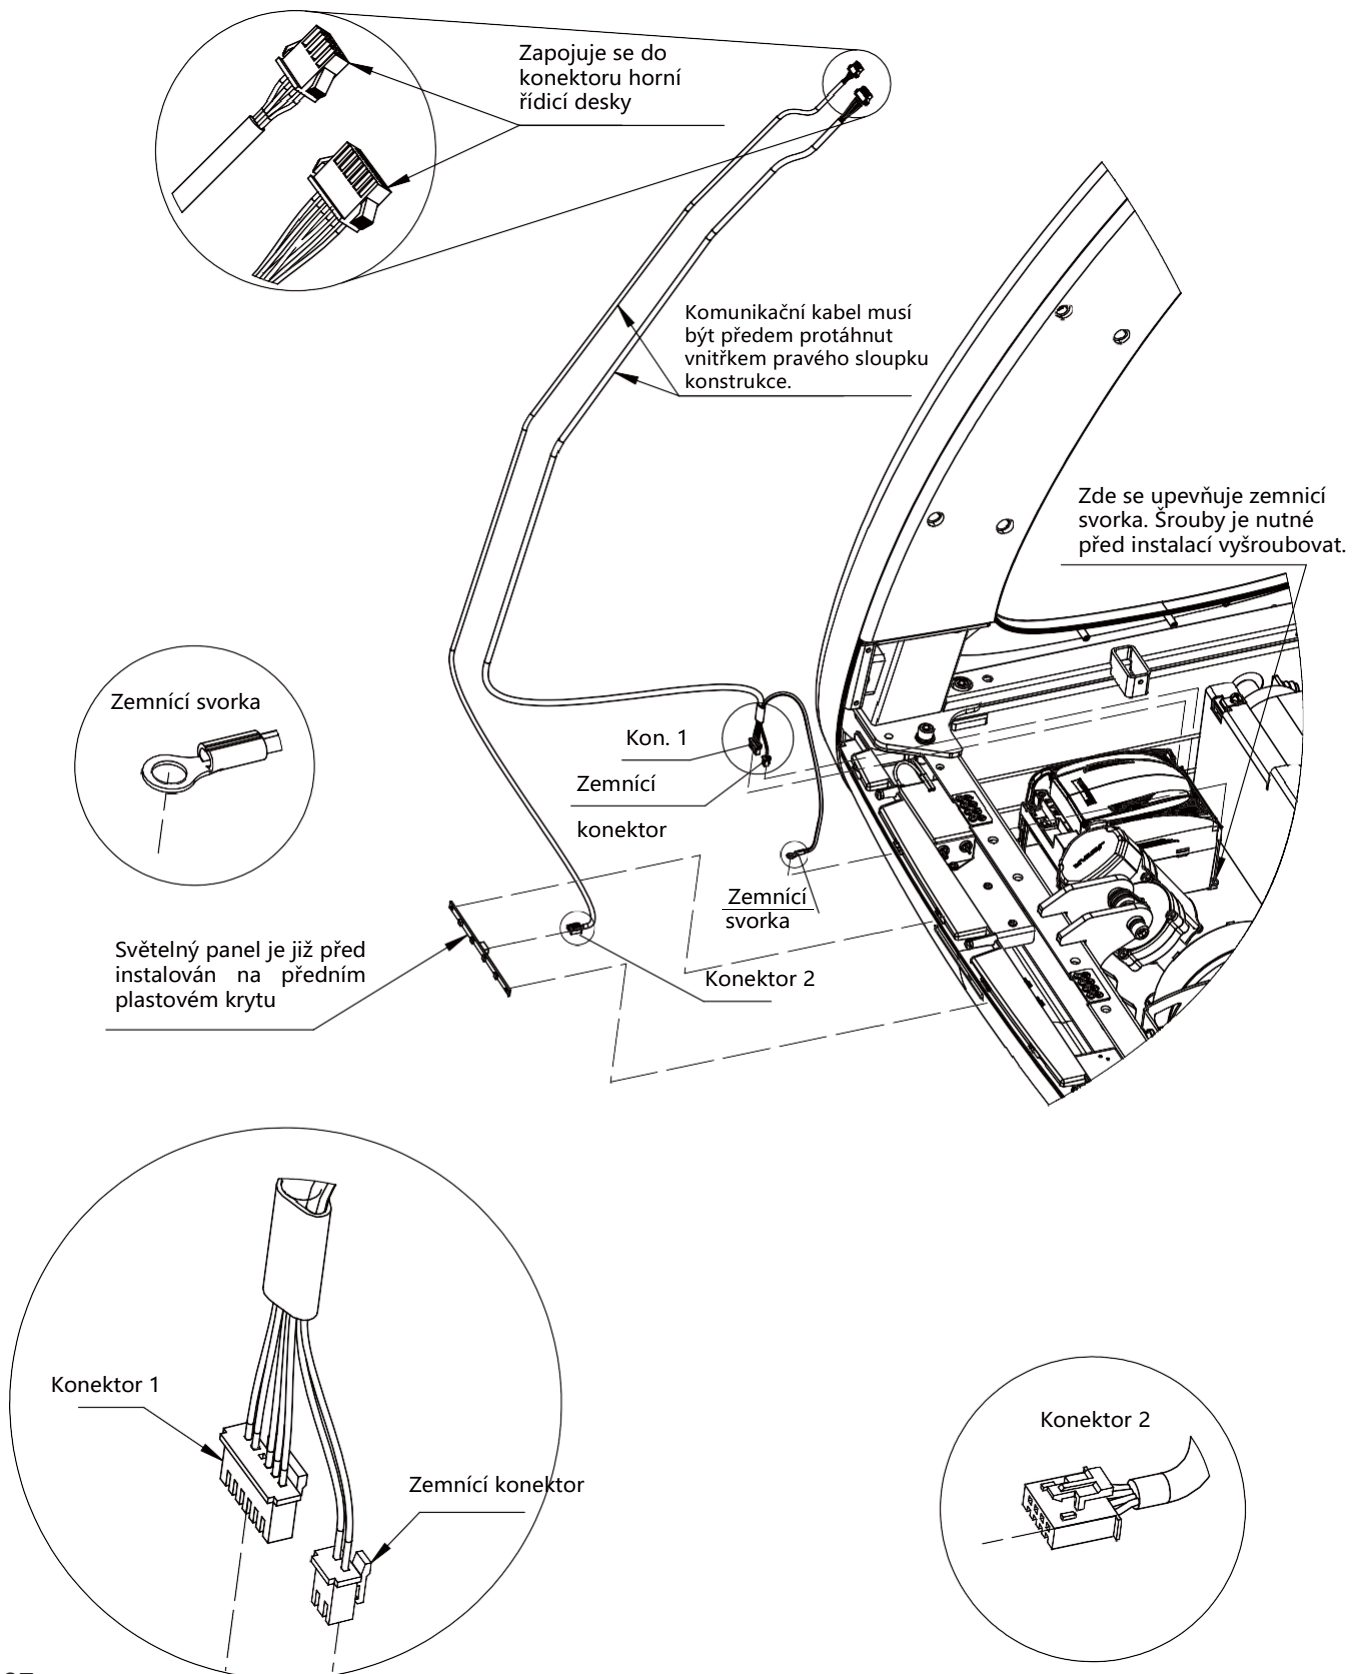 Zapojuje se do
konektoru horní
řídicí desky
Komunikační kabel musí
být předem protáhnut
vnitřkem pravého sloupku
konstrukce.
Zde se upevňuje zemnicí
svorka. Šrouby je nutné
před instalací vyšroubovat.
Zemnící svorka
Kon. 1
Zemnící
konektor
Zemnící
svorka
Světelný panel je již před
instalován na předním
plastovém krytu
Konektor 2
Konektor 1
Zemnící konektor
Konektor 2